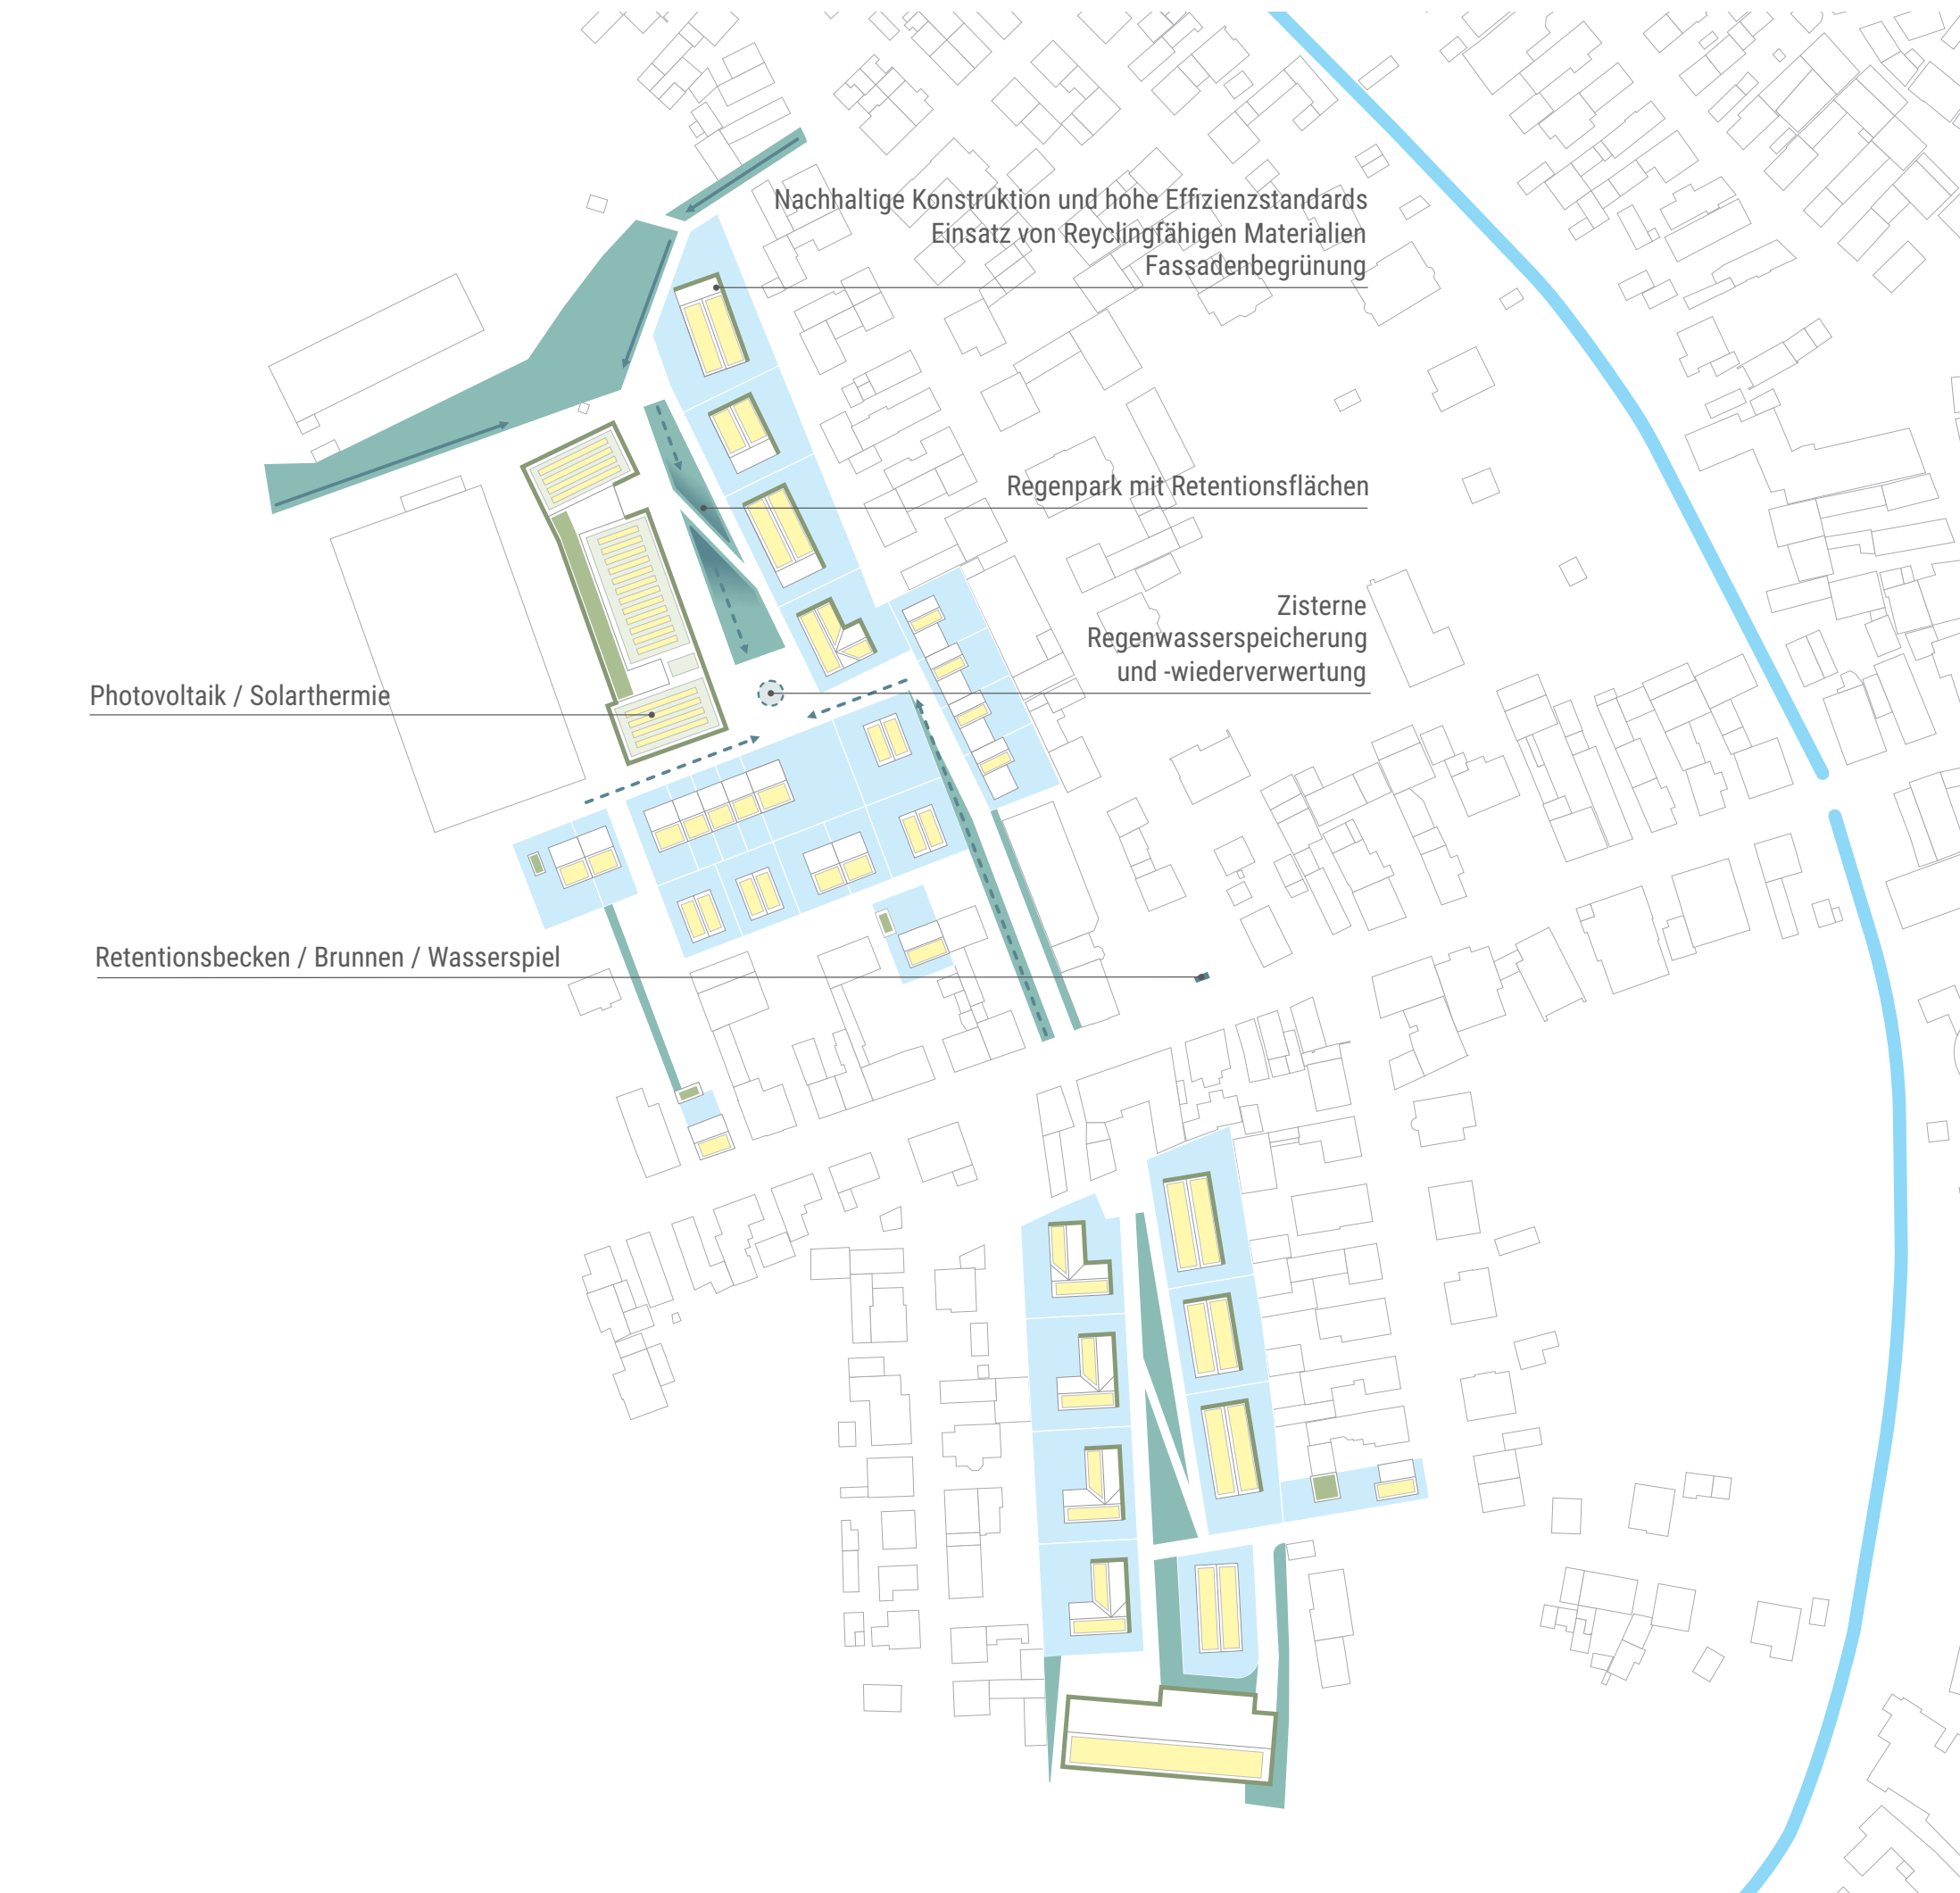 Nachhaltige Konstruktion und hohe Effizienzstandards
Einsatz von Reyclingfähigen Materialien
Fassadenbegrünung
Regenpark mit Retentionsflächen
Zisterne
Regenwasserspeicherung
und -wiederverwertung
Photovoltaik / Solarthermie
Retentionsbecken / Brunnen / Wasserspiel